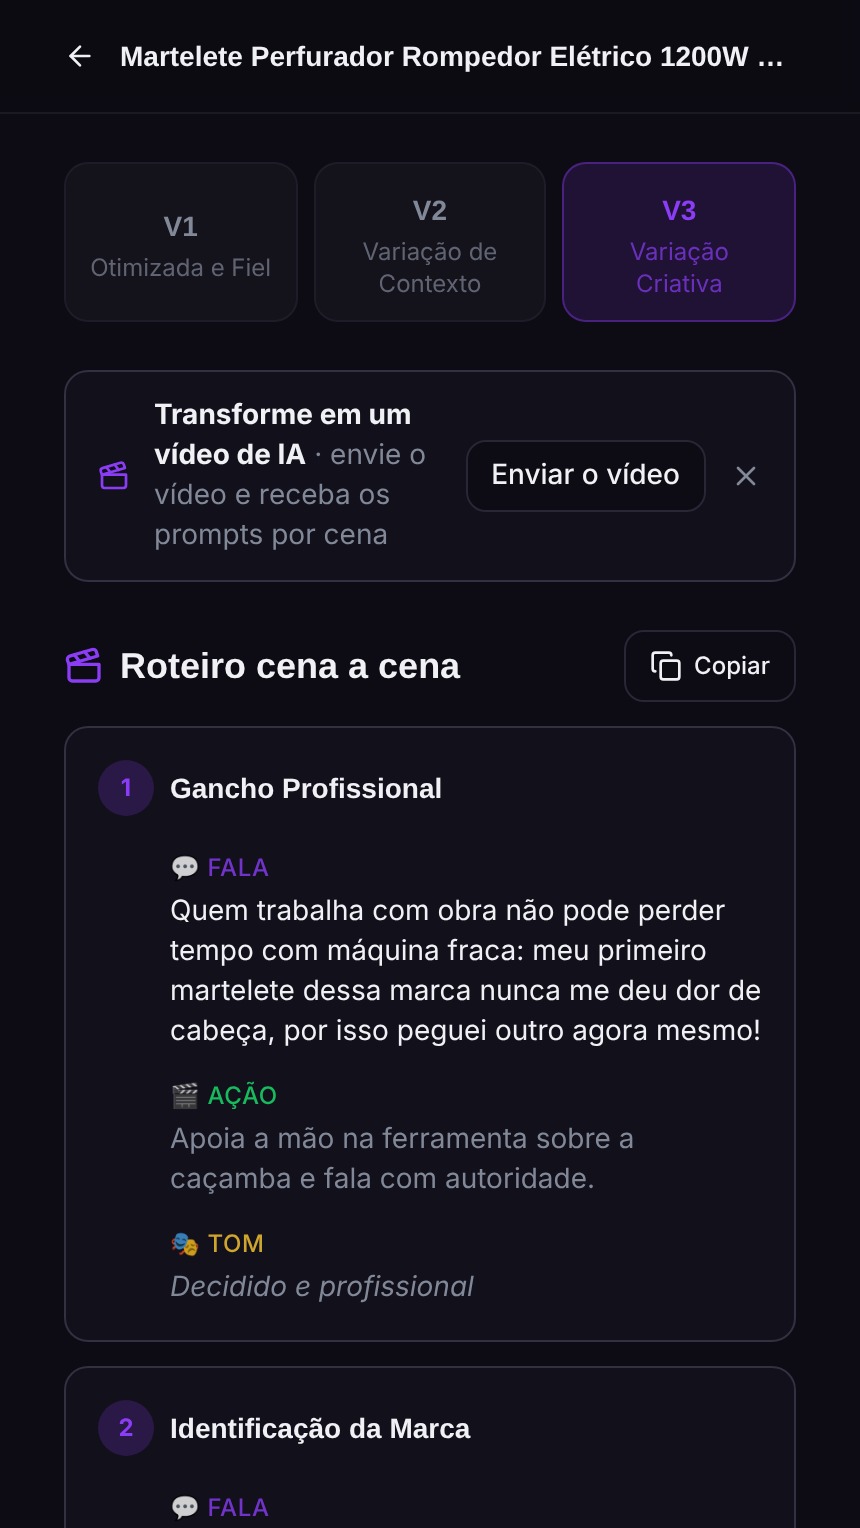 Martelete Perfurador Rompedor Elétrico 1200W ...
V1
Otimizada e Fiel
V2
Variação de
Contexto
V3
Variação
Criativa
Transforme em um
vídeo de IA · envie o
vídeo e receba os
prompts por cena
Enviar o vídeo
Roteiro cena a cena
Copiar
1
Gancho Profissional
💬 FALA
Quem trabalha com obra não pode perder
tempo com máquina fraca: meu primeiro
martelete dessa marca nunca me deu dor de
cabeça, por isso peguei outro agora mesmo!
🎬 AÇÃO
Apoia a mão na ferramenta sobre a
caçamba e fala com autoridade.
🎭 TOM
Decidido e profissional
2
Identificação da Marca
💬 FALA